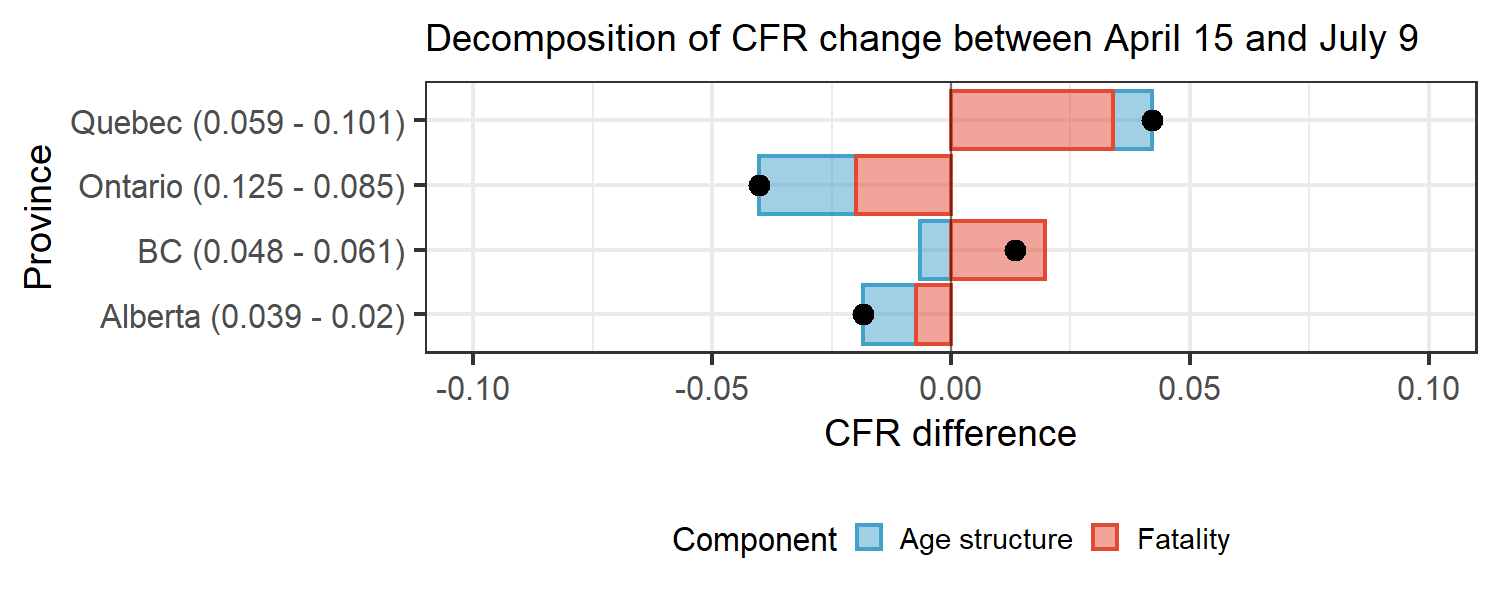 Decomposition of CFR change between April 15 and July 9
Province
Quebec (0.059 - 0.101)
Ontario (0.125 - 0.085)
BC (0.048 - 0.061)
Alberta (0.039 - 0.02)
-0.10 -0.05 0.00 0.05 0.10
CFR difference
Component Age structure Fatality